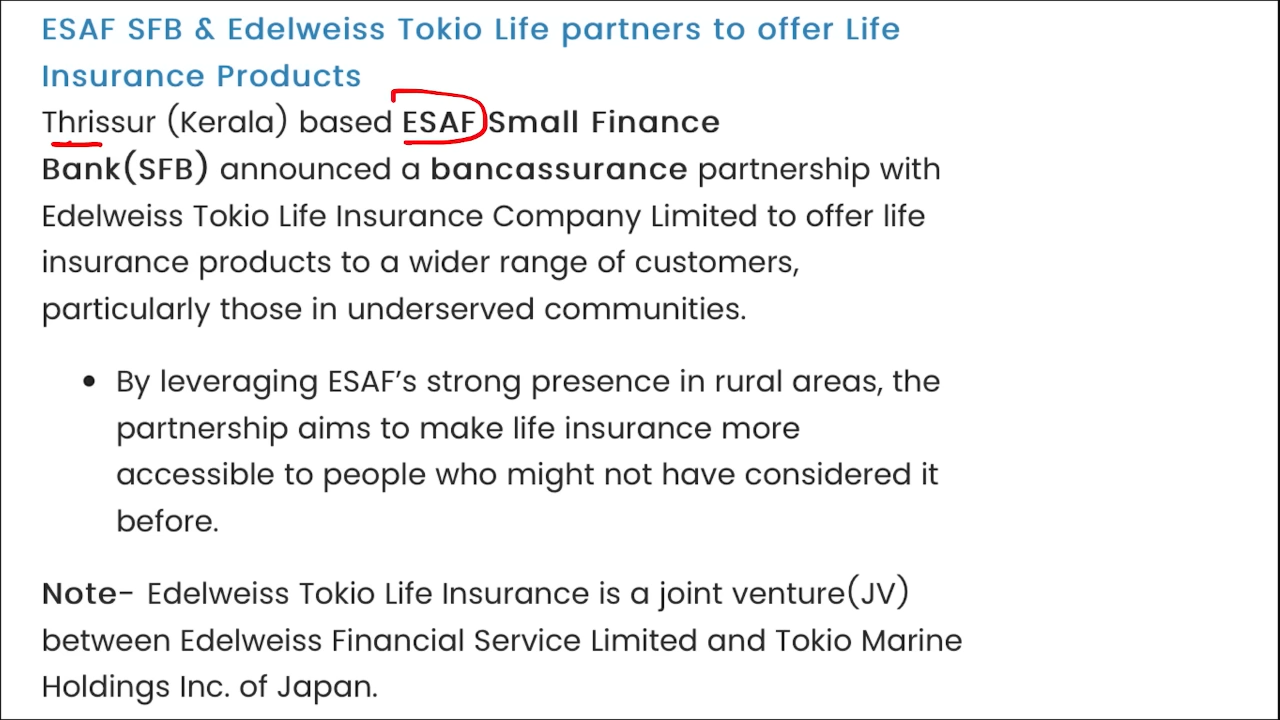 ESAF SFB & Edelweiss Tokio Life partners to offer Life
Insurance Products
Thrissur (Kerala) based ESAF Small Finance
Bank(SFB) announced a bancassurance partnership with
Edelweiss Tokio Life Insurance Company Limited to offer life
insurance products to a wider range of customers,
particularly those in underserved communities.
• By leveraging ESAF’s strong presence in rural areas, the
partnership aims to make life insurance more
accessible to people who might not have considered it
before.
Note- Edelweiss Tokio Life Insurance is a joint venture(JV)
between Edelweiss Financial Service Limited and Tokio Marine
Holdings Inc. of Japan.